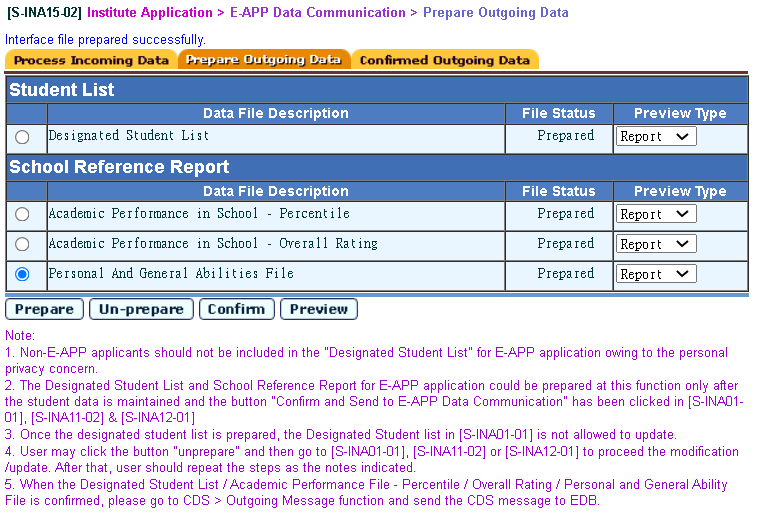 [S-INA15-02] Institute Application > E-APP Data Communication > Prepare Outgoing Data
Interface file prepared successfully.
Process Incoming Data Prepare Outgoing Data Confirmed Outgoing Data
Student List
Data File Description File Status Preview Type
Designated Student List Prepared Report
School Reference Report
Data File Description File Status Preview Type
Academic Performance in School - Percentile Prepared Report
Academic Performance in School - Overall Rating Prepared Report
Personal And General Abilities File Prepared Report
Prepare Un-prepare Confirm Preview
Note:
1. Non-E-APP applicants should not be included in the "Designated Student List" for E-APP application owing to the personal
privacy concern.
2. The Designated Student List and School Reference Report for E-APP application could be prepared at this function only after
the student data is maintained and the button "Confirm and Send to E-APP Data Communication" has been clicked in [S-INA01-
01], [S-INA11-02] & [S-INA12-01]
3. Once the designated student list is prepared, the Designated Student list in [S-INA01-01] is not allowed to update.
4. User may click the button "unprepare" and then go to [S-INA01-01], [S-INA11-02] or [S-INA12-01] to proceed the modification
/update. After that, user should repeat the steps as the notes indicated.
5. When the Designated Student List / Academic Performance File - Percentile / Overall Rating / Personal and General Ability
File is confirmed, please go to CDS > Outgoing Message function and send the CDS message to EDB.